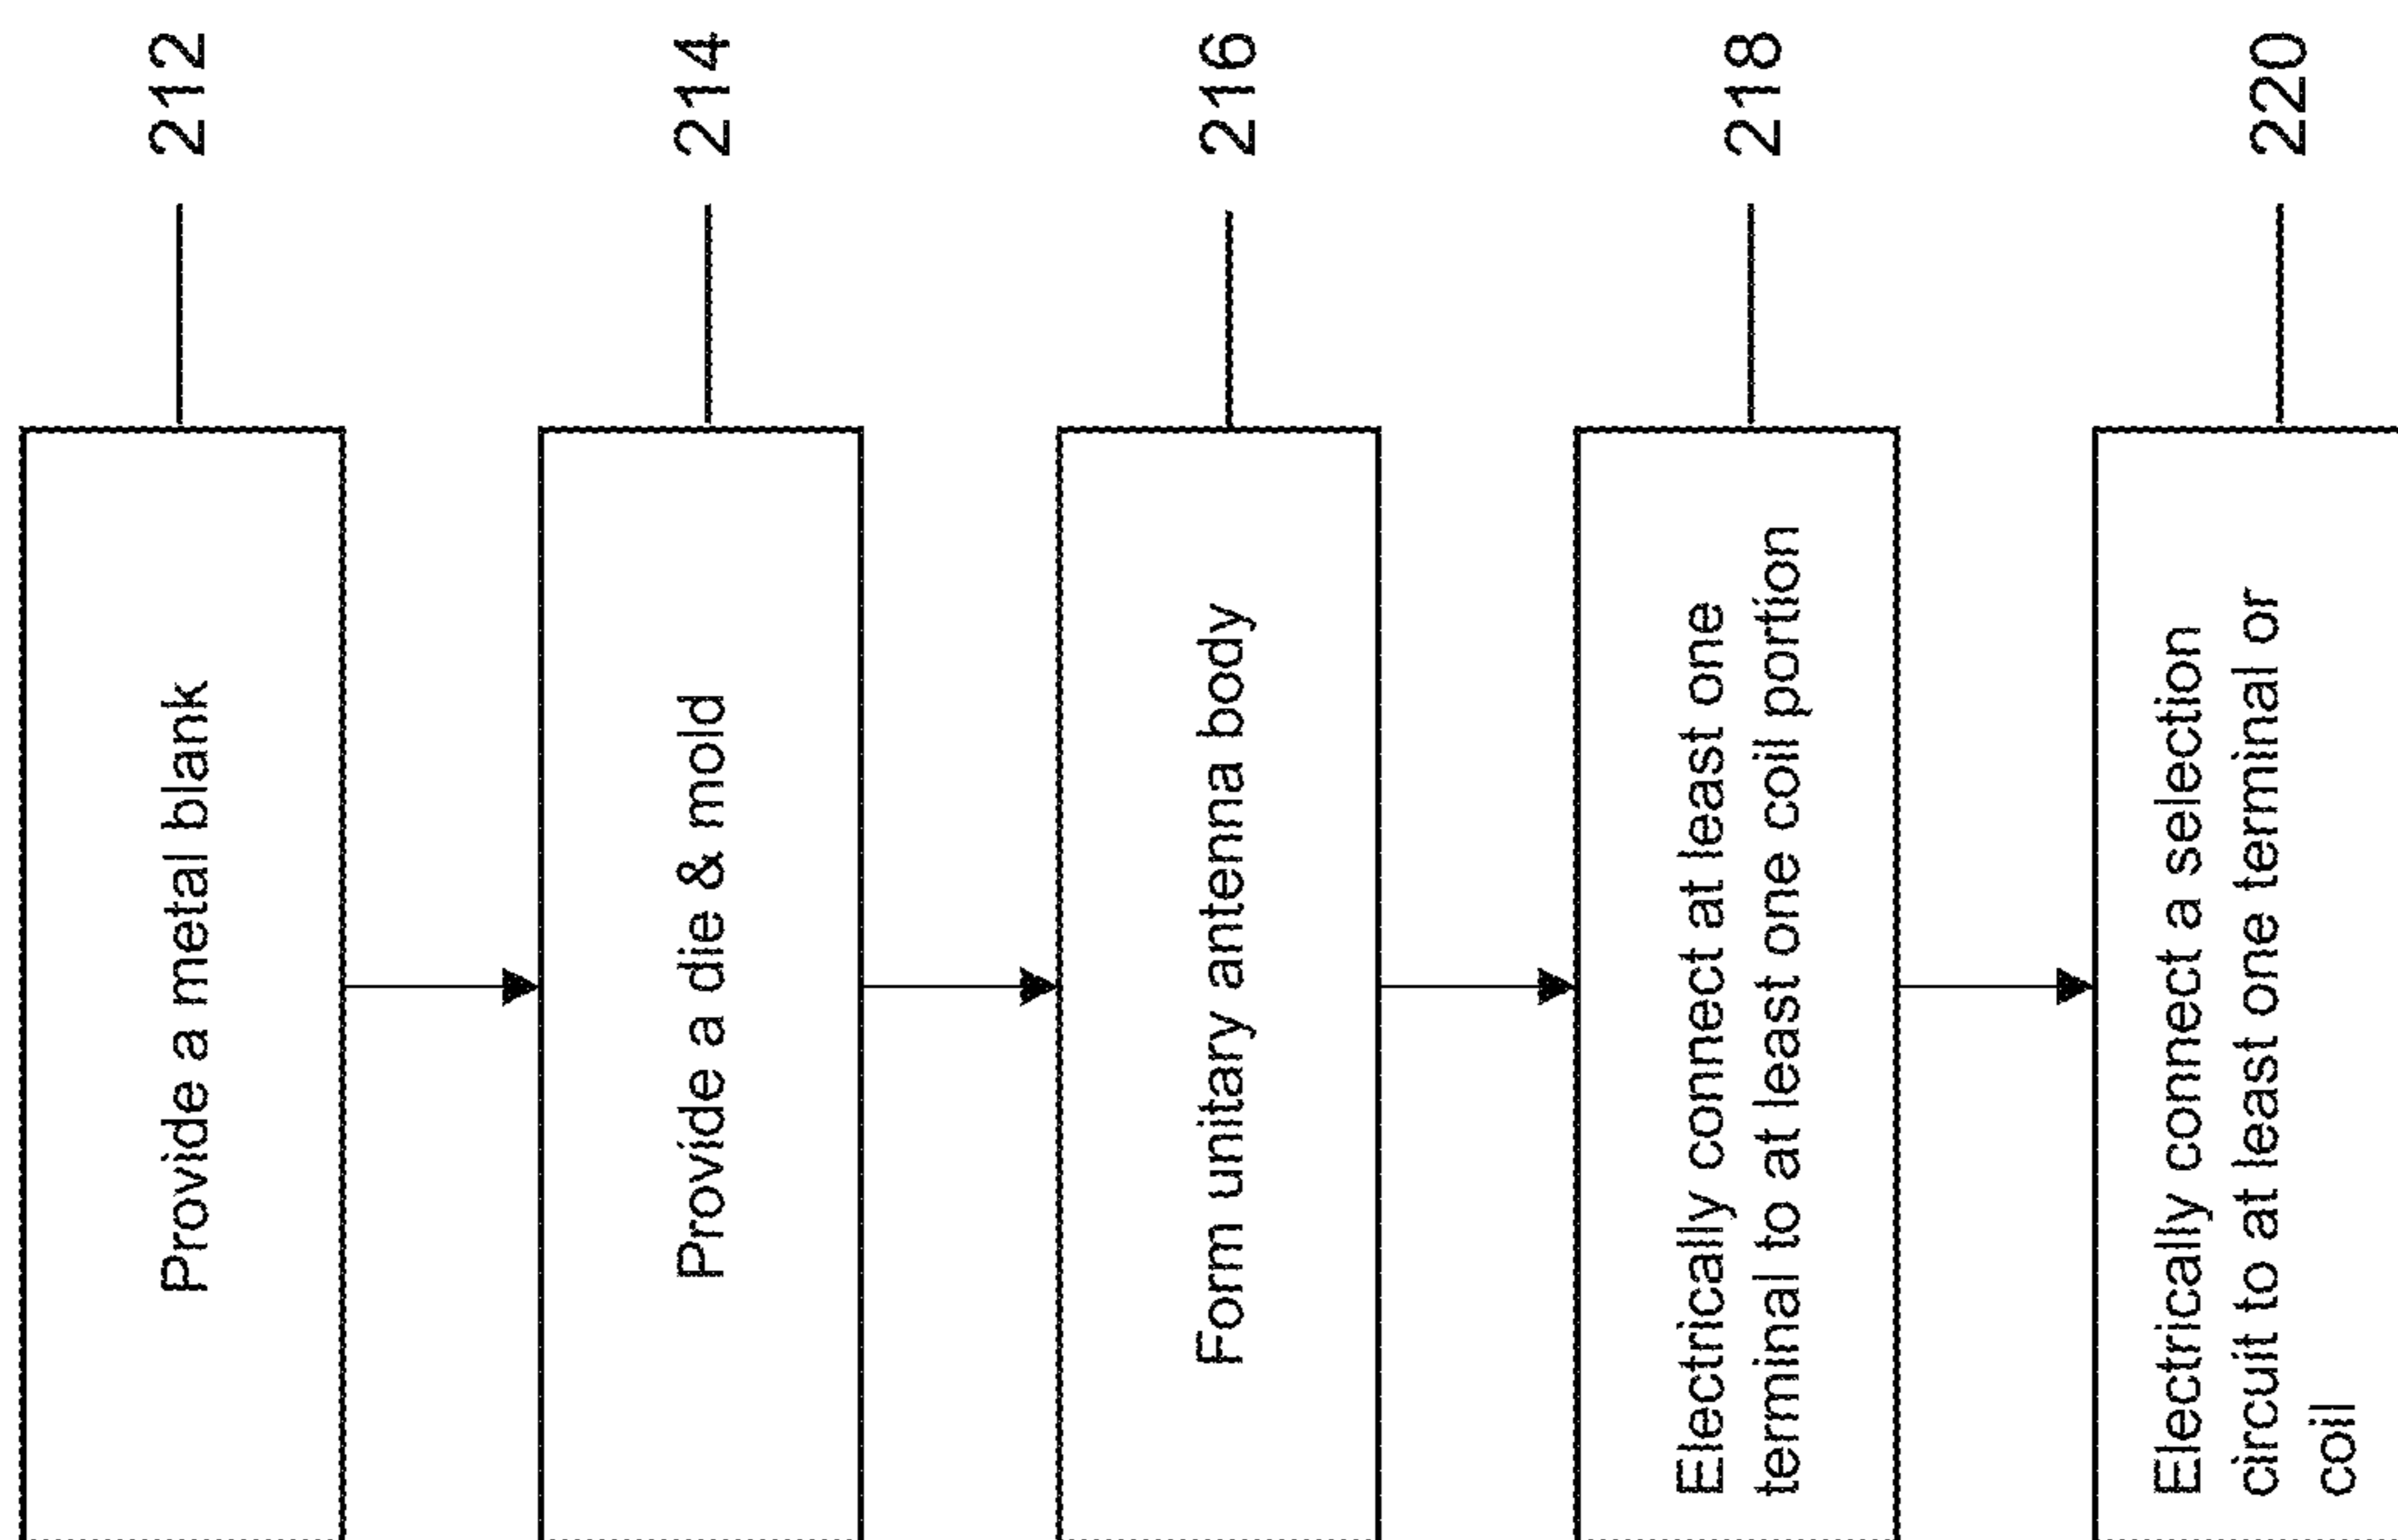 Provide a metal blank
212
Provide a die & mold
214
Form unitary antenna body
216
Electrically connect at least one
terminal to at least one coil portion
218
Electrically connect a selection
circuit to at least one terminal or
coil
220